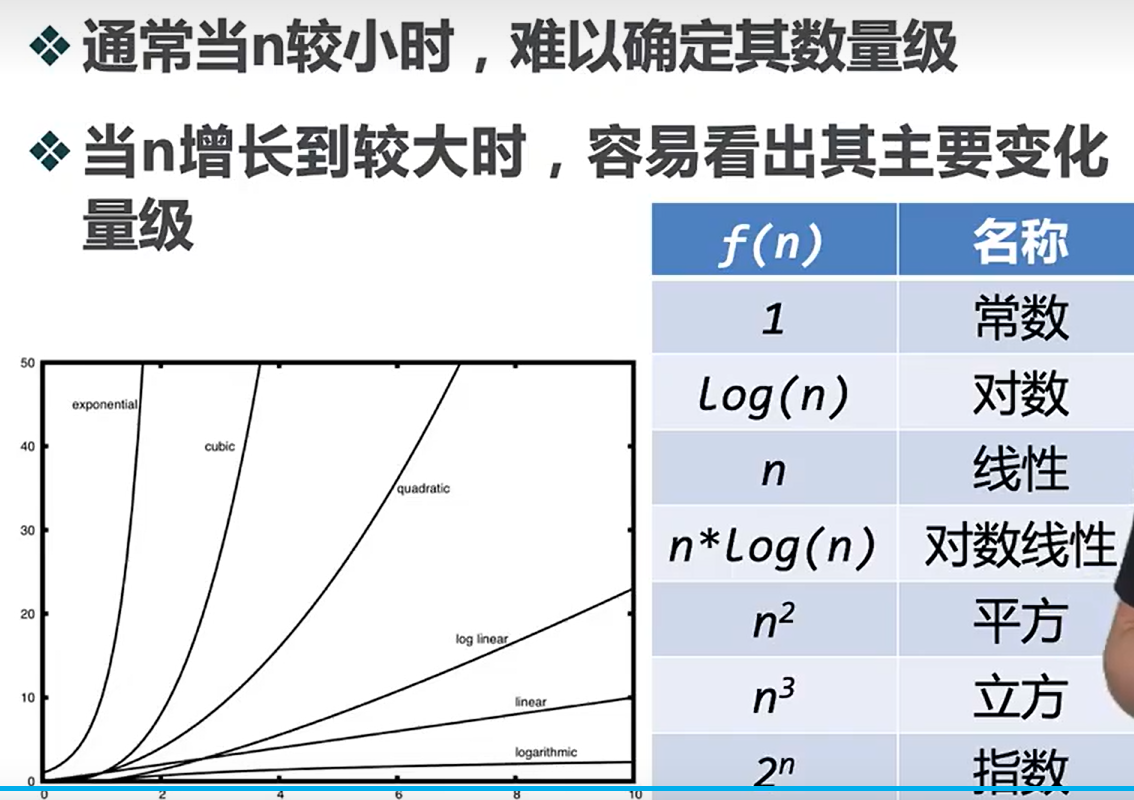 ❖ 通常当n较小时，难以确定其数量级
❖ 当n增长到较大时，容易看出其主要变化
量级
f(n) 名称
1 常数
log(n) 对数
n 线性
n*log(n) 对数线性
n² 平方
n³ 立方
2ⁿ 指数
50
40
30
20
10
0
exponential
cubic
quadratic
log linear
linear
logarithmic
0 2 4 6 8 10